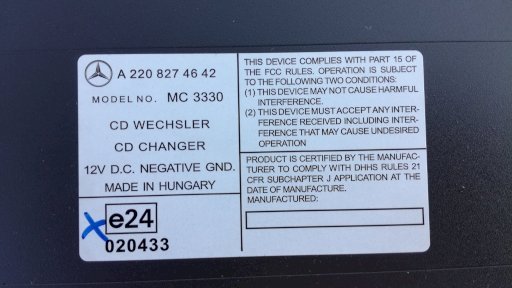 A 220 827 46 42
MODEL NO. MC 3330
CD WECHSLER
CD CHANGER
12V D.C. NEGATIVE GND.
MADE IN HUNGARY
e24
020433
THIS DEVICE COMPLIES WITH PART 15 OF
THE FCC RULES. OPERATION IS SUBJECT
TO THE FOLLOWING TWO CONDITIONS:
(1) THIS DEVICE MAY NOT CAUSE HARMFUL
INTERFERENCE.
(2) THIS DEVICE MUST ACCEPT ANY INTER-
FERENCE RECEIVED INCLUDING INTER-
FERENCE THAT MAY CAUSE UNDESIRED
OPERATION
PRODUCT IS CERTIFIED BY THE MANUFAC-
TURER TO COMPLY WITH DHHS RULES 21
CFR SUBCHAPTER J APPLICATION AT THE
DATE OF MANUFACTURE.
MANUFACTURED: